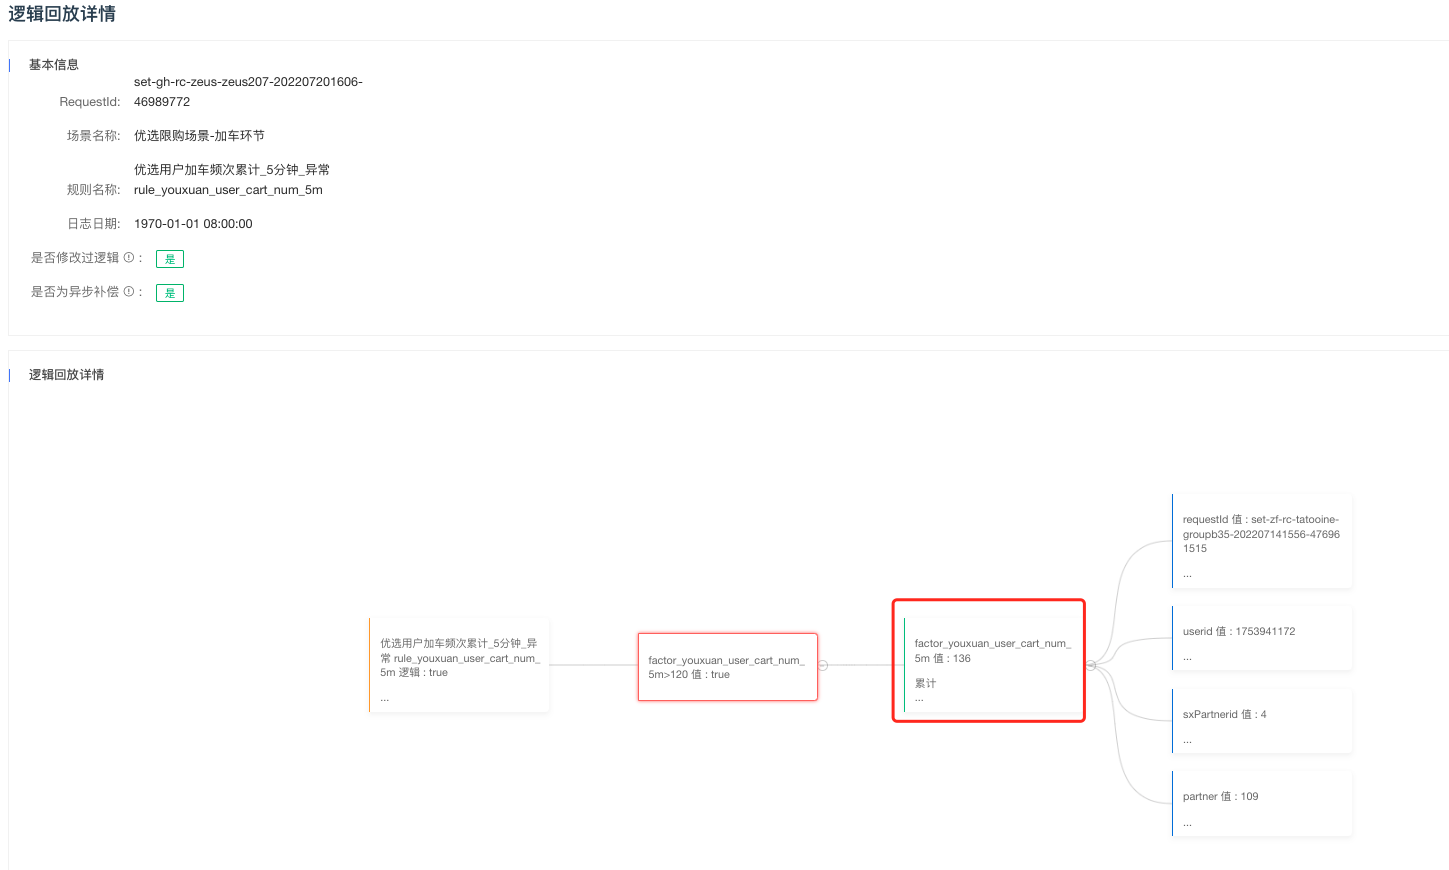 逻辑回放详情
基本信息
set-gh-rc-zeus-zeus207-202207201606-
RequestId: 46989772
场景名称: 优选限购场景-加车环节
优选用户加车频次累计_5分钟_异常
规则名称: rule_youxuan_user_cart_num_5m
日志日期: 1970-01-01 08:00:00
是否修改过逻辑 : 是
是否为异步补偿 : 是
逻辑回放详情
优选用户加车频次累计_5分钟_异
常 rule_youxuan_user_cart_num_
5m 逻辑 : true
...
factor_youxuan_user_cart_num_
5m>120 值 : true
factor_youxuan_user_cart_num_
5m 值 : 136
累计
...
requestId 值 : set-zf-rc-tatooine-
groupb35-202207141556-47696
1515
...
userid 值 : 1753941172
...
sxPartnerid 值 : 4
...
partner 值 : 109
...